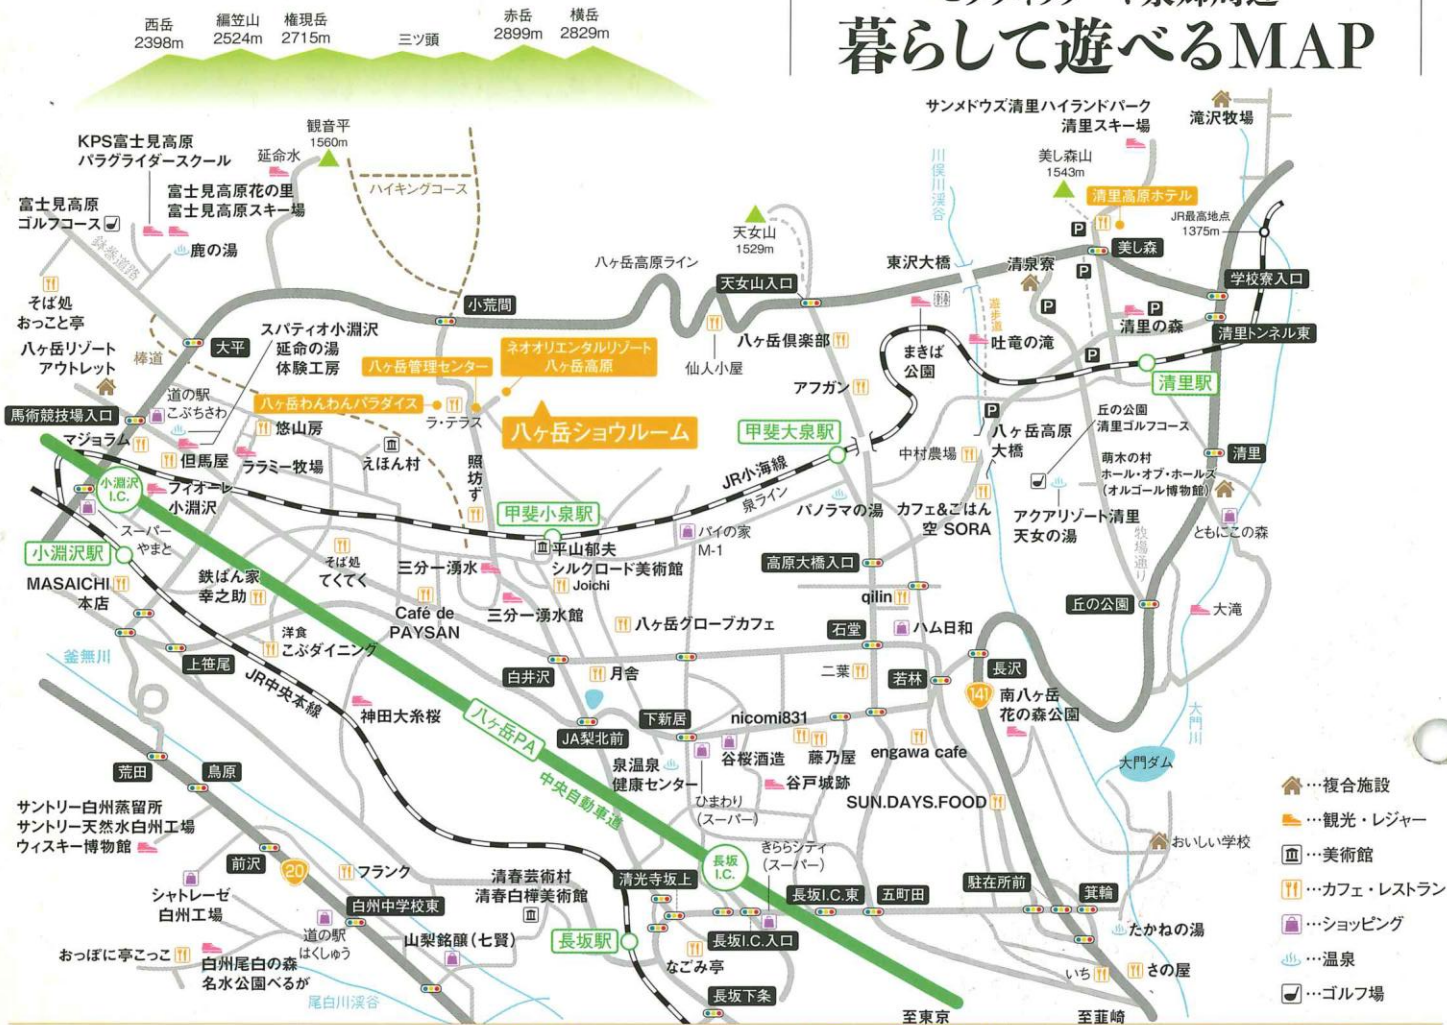 暮らして遊べるMAP
西岳
2398m
編笠山
2524m
権現岳
2715m
三ツ頭
赤岳
2899m
横岳
2829m
観音平
1560m
延命水
ハイキングコース
KPS富士見高原
パラグライダースクール
富士見高原花の里
富士見高原スキー場
富士見高原
ゴルフコース
鉢巻道路
鹿の湯
そば処
おっこと亭
八ヶ岳リゾート
アウトレット
棒道
大平
小荒間
八ヶ岳高原ライン
天女山
1529m
天女山入口
仙人小屋
八ヶ岳倶楽部
アフガン
サンメドウズ清里ハイランドパーク
清里スキー場
滝沢牧場
川俣川渓谷
美し森山
1543m
清里高原ホテル
JR最高地点
1375m
美し森
東沢大橋
清泉寮
学校寮入口
P
P
P
P
P
P
遊歩道
吐竜の滝
清里の森
清里トンネル東
まきば
公園
清里駅
スパティオ小淵沢
延命の湯
体験工房
八ヶ岳管理センター
ネオオリエンタルリゾート
八ヶ岳高原
八ヶ岳わんわんパラダイス
ラ・テラス
八ヶ岳ショウルーム
馬術競技場入口
道の駅
こぶちさわ
マジョラム
悠山房
但馬屋
ララミー牧場
えほん村
照坊ず
小淵沢
I.C.
フィオーレ
小淵沢
スーパー
やまと
小淵沢駅
甲斐小泉駅
甲斐大泉駅
JR小海線
泉ライン
パノラマの湯
中村農場
八ヶ岳高原
大橋
カフェ&ごはん
空 SORA
丘の公園
清里ゴルフコース
萌木の村
ホール・オブ・ホールズ
(オルゴール博物館)
清里
アクアリゾート清里
天女の湯
ともにこの森
牧場通り
MASAICHI
本店
鉄ぱん家
幸之助
そば処
てくてく
三分一湧水
平山郁夫
シルクロード美術館
Joichi
パイの家
M-1
高原大橋入口
Café de
PAYSAN
三分一湧水館
八ヶ岳グローブカフェ
qilin
丘の公園
大滝
石堂
ハム日和
釜無川
上笹尾
洋食
こぶダイニング
JR中央本線
白井沢
月舎
二葉
若林
長沢
141
南八ヶ岳
花の森公園
大門川
神田大糸桜
八ヶ岳PA
中央自動車道
JA梨北前
下新居
nicomi831
谷桜酒造
藤乃屋
engawa cafe
泉温泉
健康センター
谷戸城跡
ひまわり
(スーパー)
SUN.DAYS.FOOD
大門ダム
荒田
鳥原
サントリー白州蒸留所
サントリー天然水白州工場
ウィスキー博物館
前沢
20
フランク
シャトレーゼ
白州工場
白州中学校東
清春芸術村
清春白樺美術館
清光寺坂上
長坂
I.C.
きららシティ
(スーパー)
長坂I.C.東
五町田
駐在所前
箕輪
おいしい学校
道の駅
はくしゅう
山梨銘醸(七賢)
長坂駅
長坂I.C.入口
なごみ亭
たかねの湯
おっぽに亭こっこ
白州尾白の森
名水公園べるが
尾白川渓谷
長坂下条
いち
さの屋
至東京
至韮崎
…複合施設
…観光・レジャー
…美術館
…カフェ・レストラン
…ショッピング
…温泉
…ゴルフ場